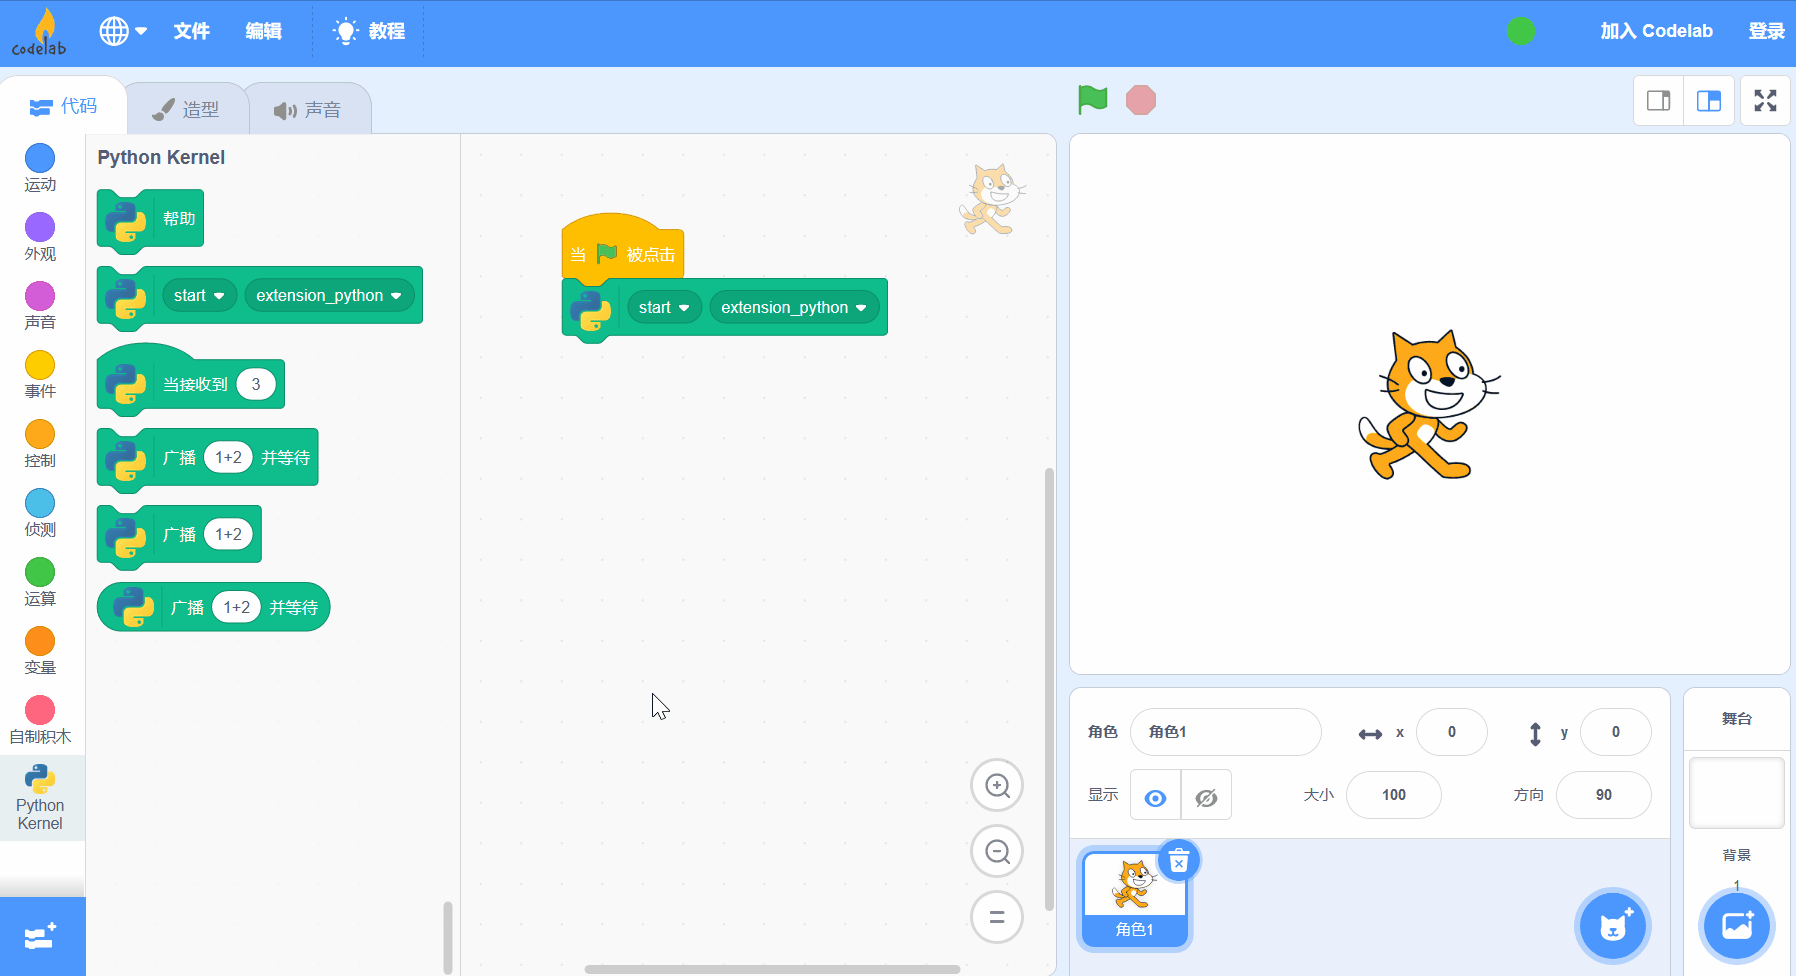 codelab
文件 编辑 教程 加入 Codelab 登录
代码 造型 声音
运动
外观
声音
事件
控制
侦测
运算
变量
自制积木
Python
Kernel
Python Kernel
帮助
start extension_python
当接收到 3
广播 1+2 并等待
广播 1+2
广播 1+2 并等待
当 被点击
start extension_python
角色 角色1 x 0 y 0
显示 大小 100 方向 90
角色1
舞台
背景
1